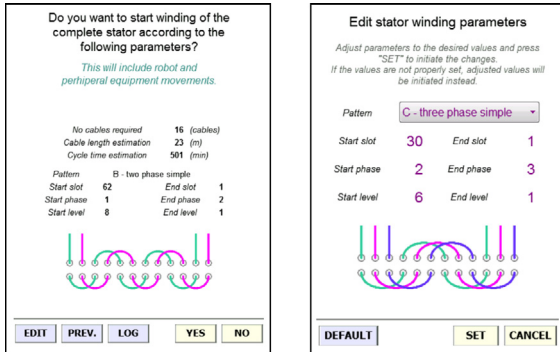 Do you want to start winding of the
complete stator according to the
following parameters?
This will include robot and
perhiperal equipment movements.
No cables required 16 (cables)
Cable length estimation 23 (m)
Cycle time estimation 501 (min)
Pattern B - two phase simple
Start slot 62 End slot 1
Start phase 1 End phase 2
Start level 8 End level 1
EDIT PREV. LOG YES NO
Edit stator winding parameters
Adjust parameters to the desired values and press
"SET" to initiate the changes.
If the values are not properly set, adjusted values will
be initiated instead.
Pattern C - three phase simple
Start slot 30 End slot 1
Start phase 2 End phase 3
Start level 6 End level 1
DEFAULT SET CANCEL